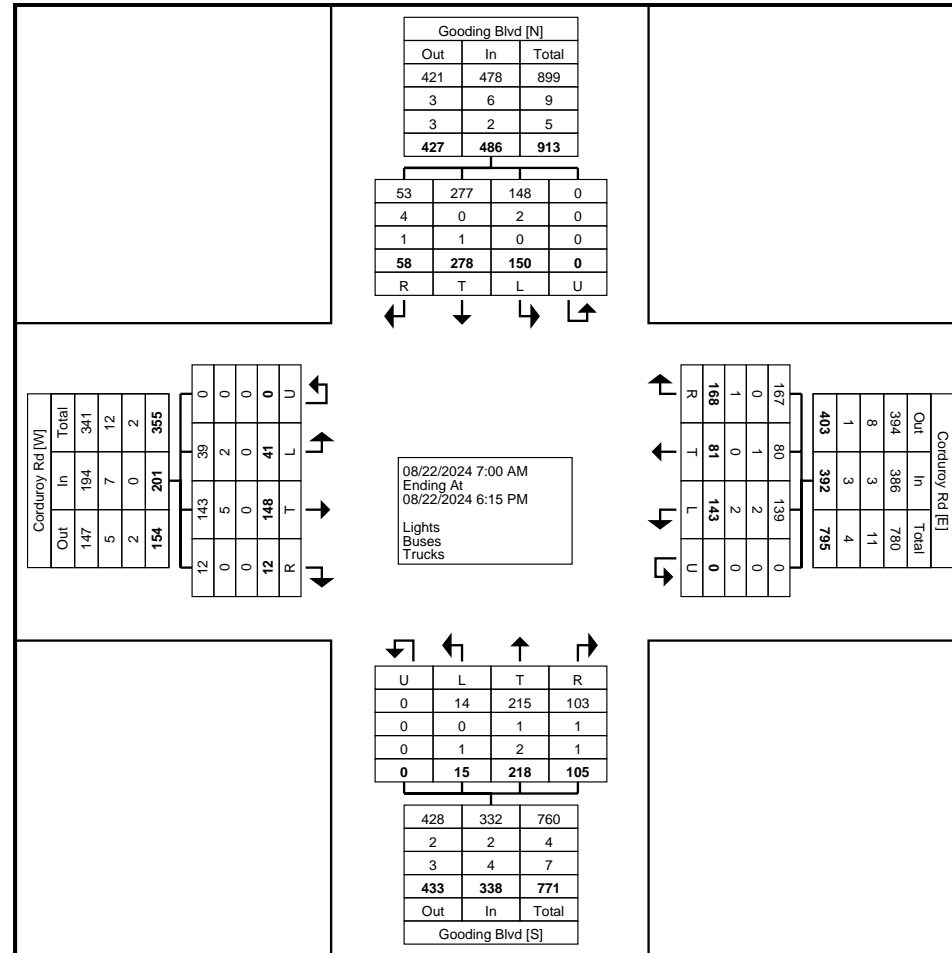 Gooding Blvd [N]
Out In Total
421 478 899
3 6 9
3 2 5
427 486 913
53 277 148 0
4 0 2 0
1 1 0 0
58 278 150 0
R T L U
Corduroy Rd [W]
Total In Out
341 194 147
12 7 5
2 0 2
355 201 154
0 39 143 12
0 2 5 0
0 0 0 0
0 41 148 12
U L T R
08/22/2024 7:00 AM
Ending At
08/22/2024 6:15 PM
Lights
Buses
Trucks
R T L U
168 81 143 0
1 0 2 0
0 1 2 0
167 80 139 0
403 392 795
1 3 4
8 3 11
394 386 780
Out In Total
Corduroy Rd [E]
U L T R
0 14 215 103
0 0 1 1
0 1 2 1
0 15 218 105
428 332 760
2 2 4
3 4 7
433 338 771
Out In Total
Gooding Blvd [S]